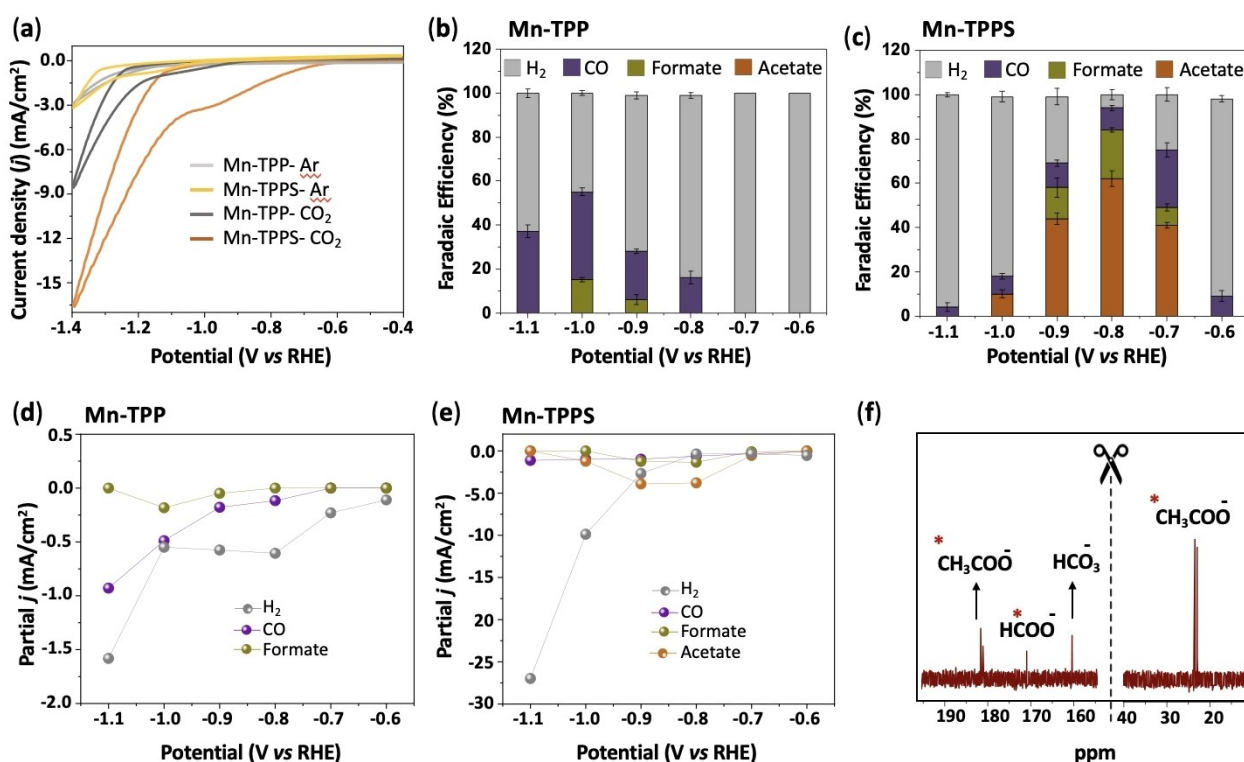 (a)
0.0
-3.0
-6.0
-9.0
-12
-15
Current density (j) (mA/cm²)
Mn-TPP- Ar
Mn-TPPS- Ar
Mn-TPP- CO₂
Mn-TPPS- CO₂
-1.4 -1.2 -1.0 -0.8 -0.6 -0.4
Potential (V vs RHE)
(b) Mn-TPP
H₂ CO Formate Acetate
120
100
80
60
40
20
0
Faradaic Efficiency (%)
-1.1 -1.0 -0.9 -0.8 -0.7 -0.6
Potential (V vs RHE)
(c) Mn-TPPS
H₂ CO Formate Acetate
120
100
80
60
40
20
0
Faradaic Efficiency (%)
-1.1 -1.0 -0.9 -0.8 -0.7 -0.6
Potential (V vs RHE)
(d) Mn-TPP
0.5
0.0
-0.5
-1.0
-1.5
-2.0
Partial j (mA/cm²)
H₂
CO
Formate
-1.1 -1.0 -0.9 -0.8 -0.7 -0.6
Potential (V vs RHE)
(e) Mn-TPPS
0.0
-5.0
-10
-15
-20
-25
-30
Partial j (mA/cm²)
H₂
CO
Formate
Acetate
-1.1 -1.0 -0.9 -0.8 -0.7 -0.6
Potential (V vs RHE)
(f)
* CH₃COO⁻
* CH₃COO⁻
HCO₃⁻
* HCOO⁻
190 180 170 160 40 20
ppm